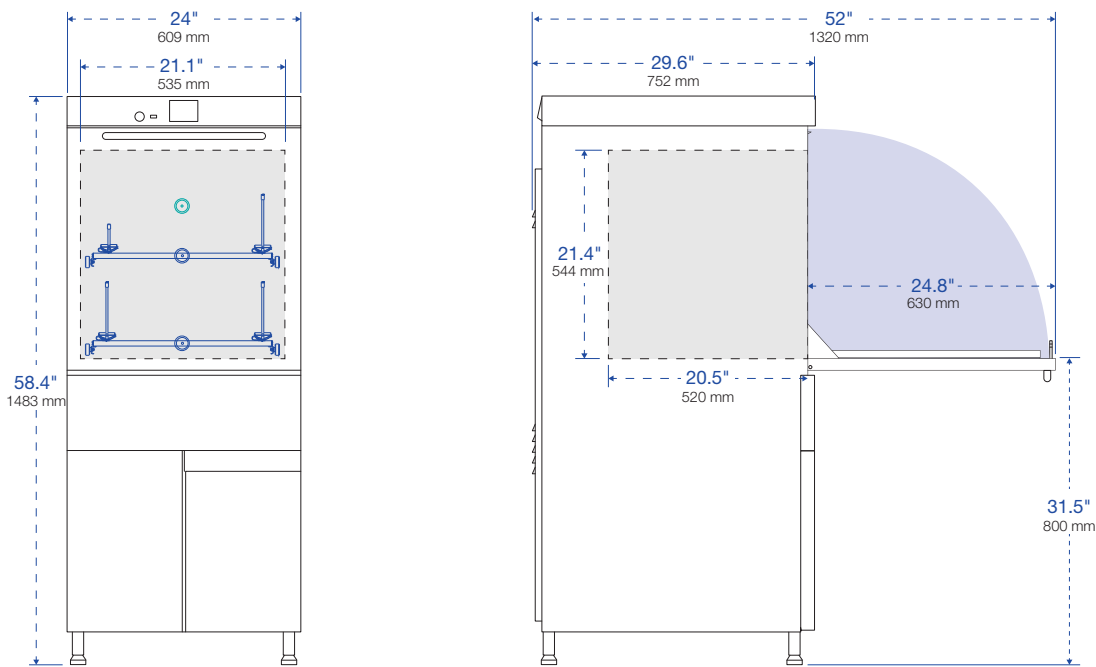 24"
609 mm
21.1"
535 mm
58.4"
1483 mm
52"
1320 mm
29.6"
752 mm
21.4"
544 mm
24.8"
630 mm
20.5"
520 mm
31.5"
800 mm